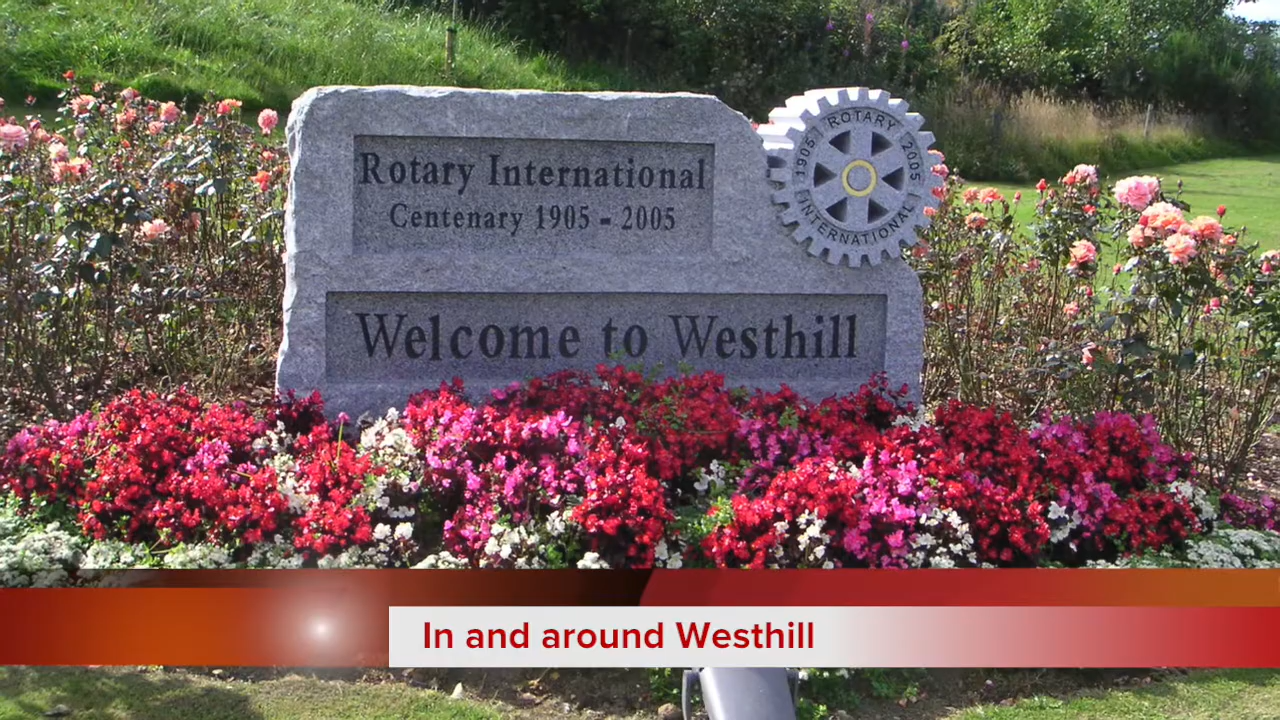 Rotary International
Centenary 1905 - 2005
ROTARY
1905
2005
INTERNATIONAL
Welcome to Westhill
In and around Westhill